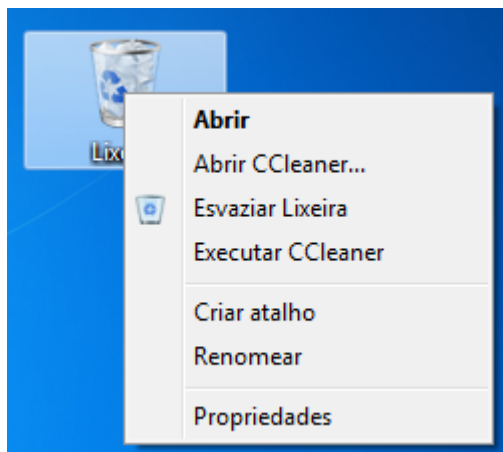 Abrir
Abrir CCleaner...
Esvaziar Lixeira
Executar CCleaner
Criar atalho
Renomear
Propriedades